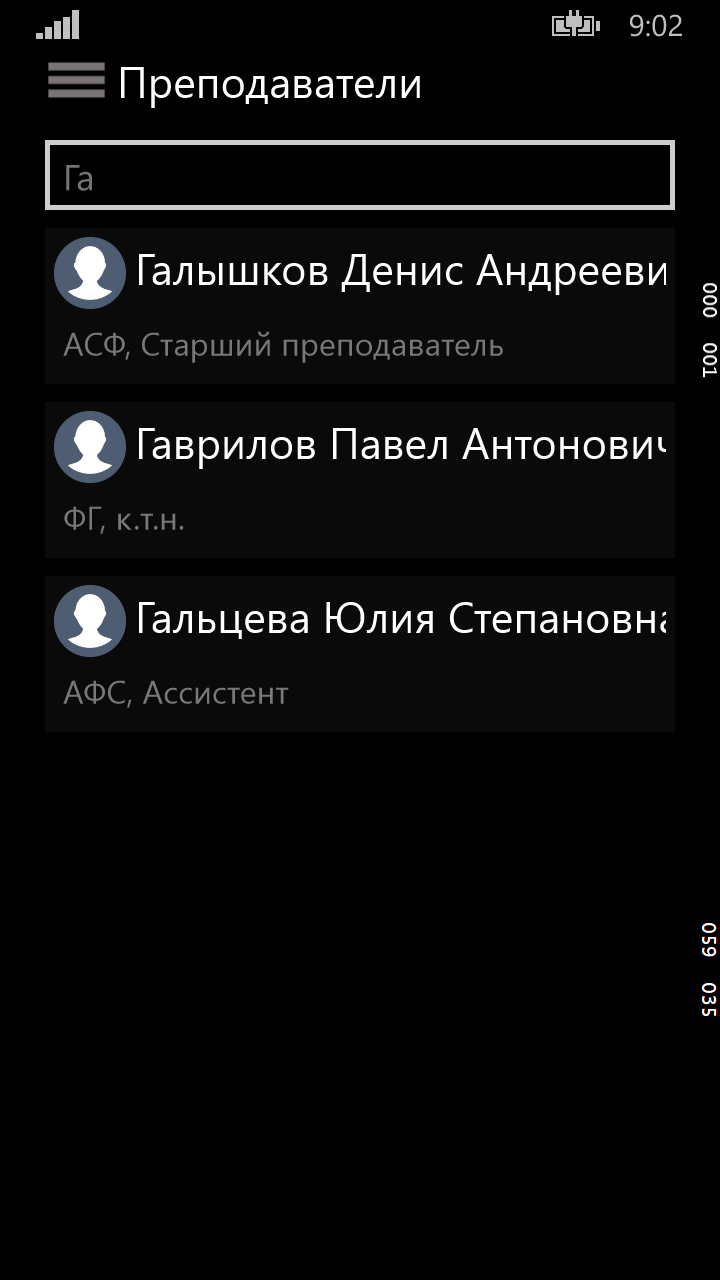 9:02
Преподаватели
Га
Галышков Денис Андрееви
АСФ, Старший преподаватель
Гаврилов Павел Антонович
ФГ, к.т.н.
Гальцева Юлия Степановна
АФС, Ассистент
000 001
059 035